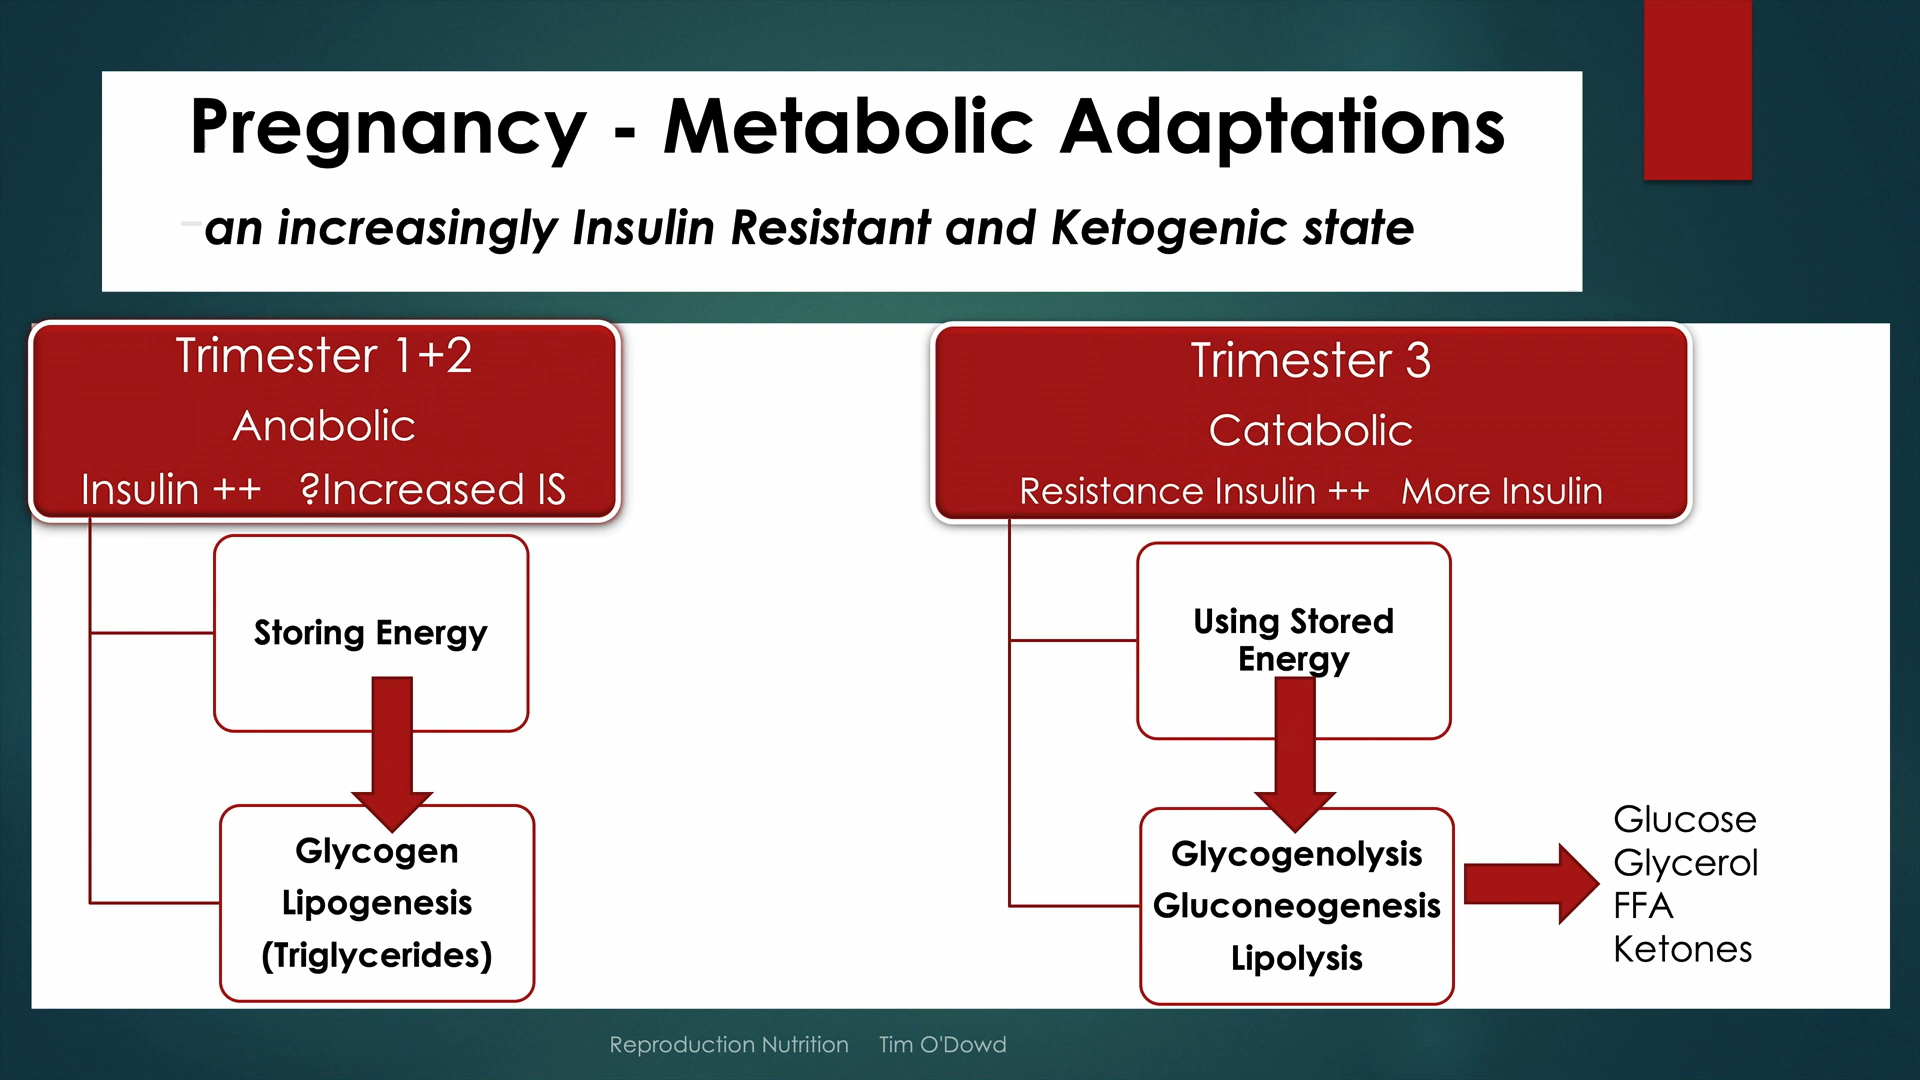 Pregnancy - Metabolic Adaptations
–an increasingly Insulin Resistant and Ketogenic state
Trimester 1+2
Anabolic
Insulin ++ ?Increased IS
Storing Energy
Glycogen
Lipogenesis
(Triglycerides)
Trimester 3
Catabolic
Resistance Insulin ++ More Insulin
Using Stored
Energy
Glycogenolysis
Gluconeogenesis
Lipolysis
Glucose
Glycerol
FFA
Ketones
Reproduction Nutrition Tim O'Dowd